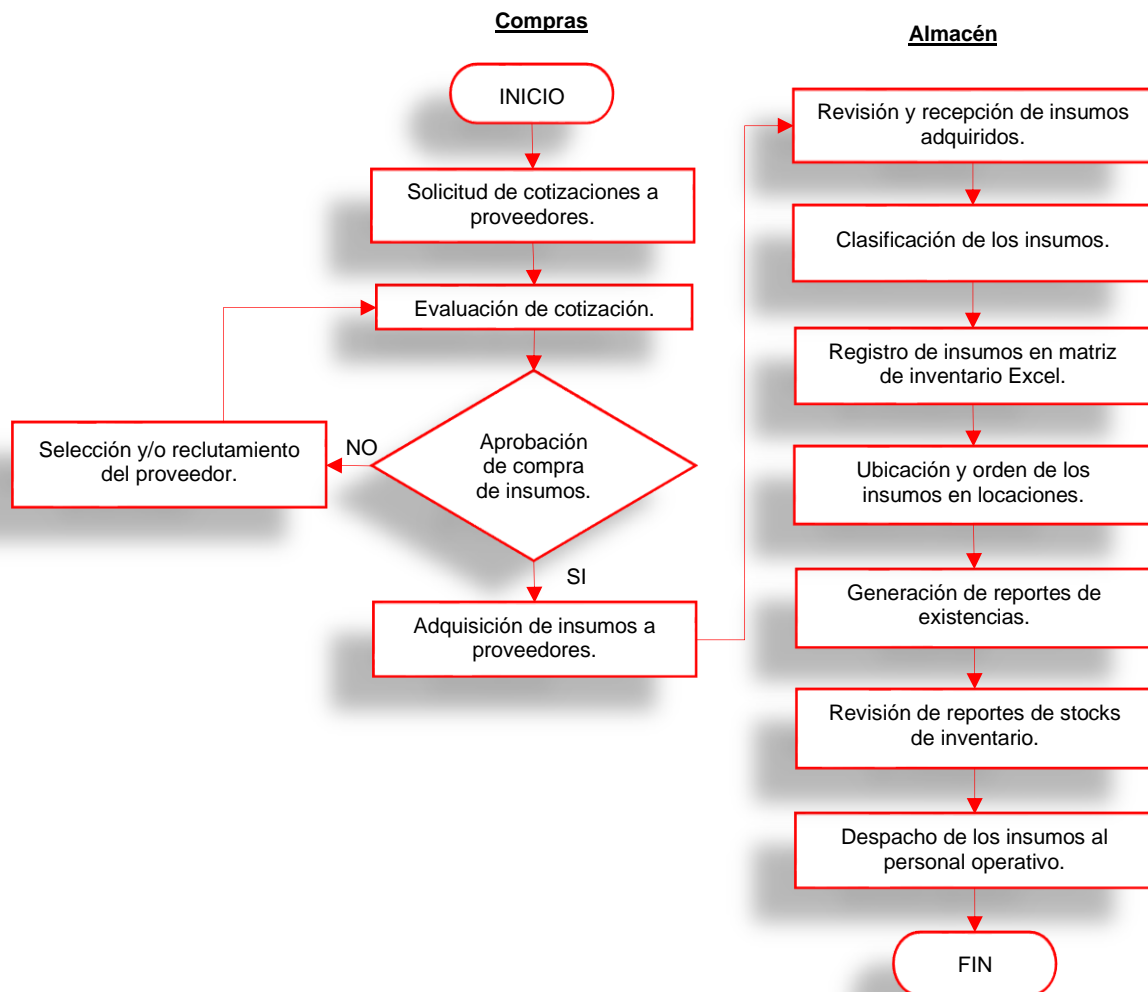 Compras
INICIO
Solicitud de cotizaciones a
proveedores.
Evaluación de cotización.
Aprobación
de compra
de insumos.
NO
Selección y/o reclutamiento
del proveedor.
SI
Adquisición de insumos a
proveedores.
Almacén
Revisión y recepción de insumos
adquiridos.
Clasificación de los insumos.
Registro de insumos en matriz
de inventario Excel.
Ubicación y orden de los
insumos en locaciones.
Generación de reportes de
existencias.
Revisión de reportes de stocks
de inventario.
Despacho de los insumos al
personal operativo.
FIN